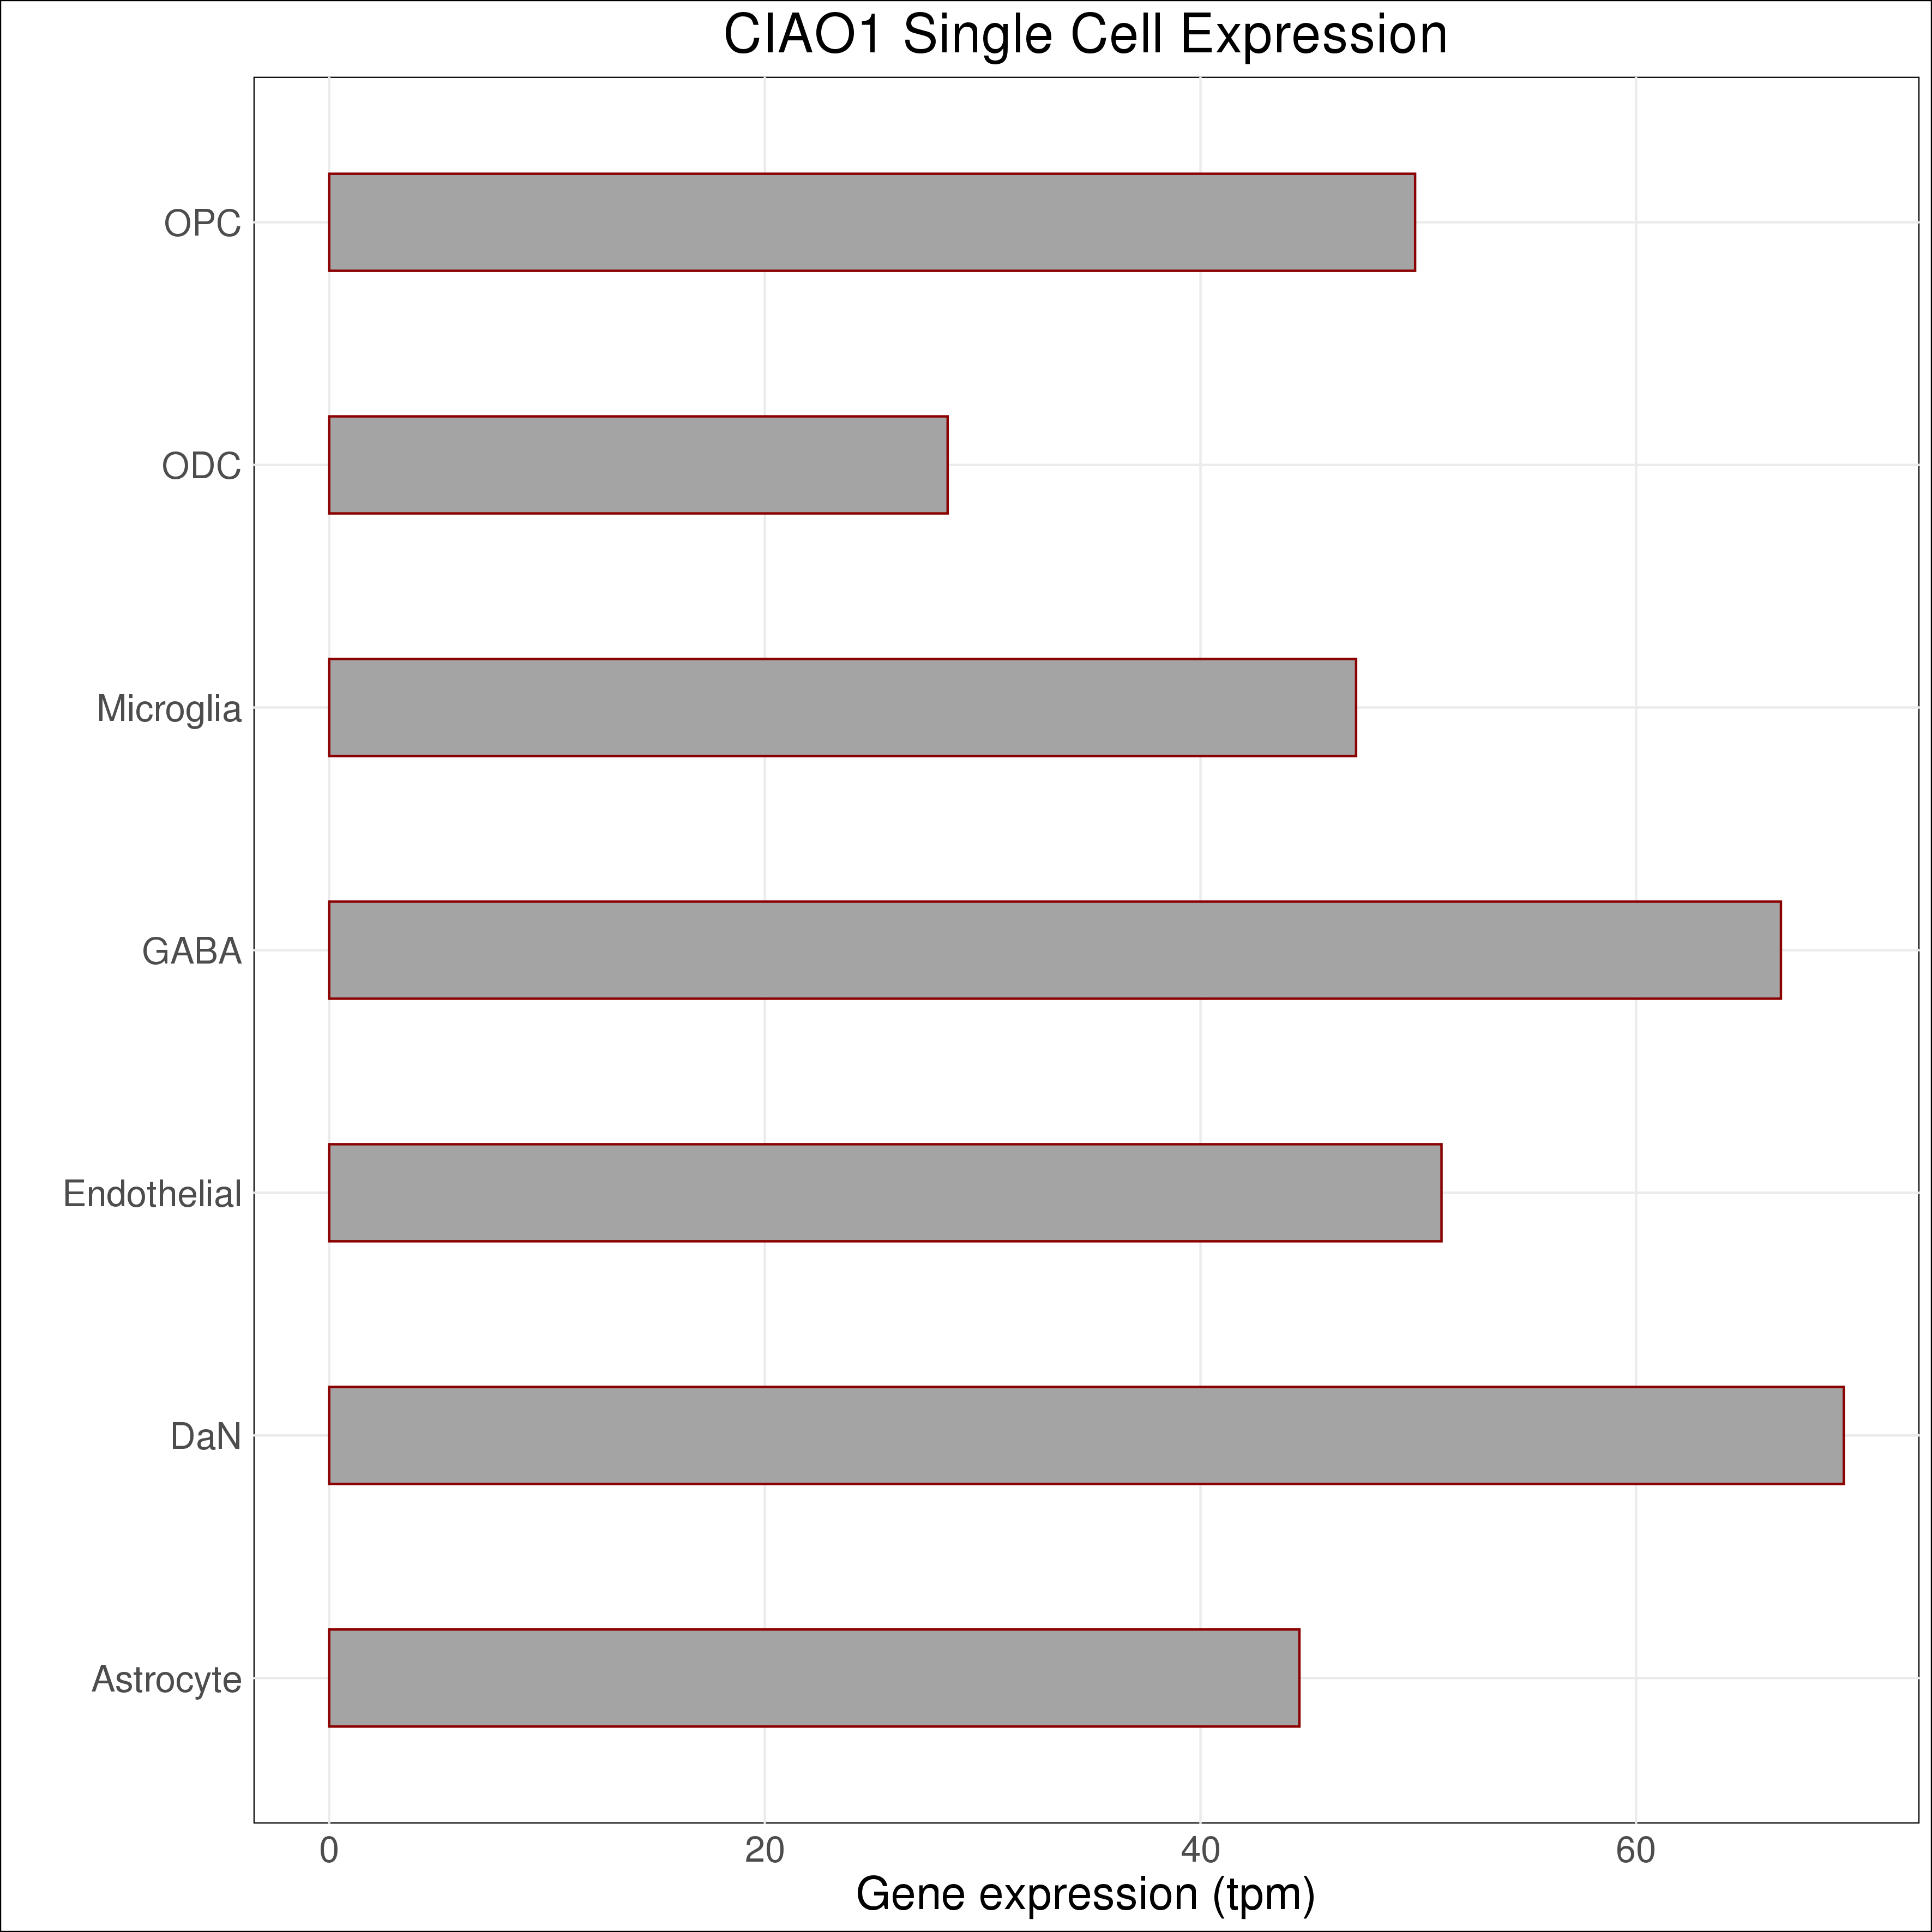 CIAO1 Single Cell Expression
OPC
ODC
Microglia
GABA
Endothelial
DaN
Astrocyte
0 20 40 60
Gene expression (tpm)